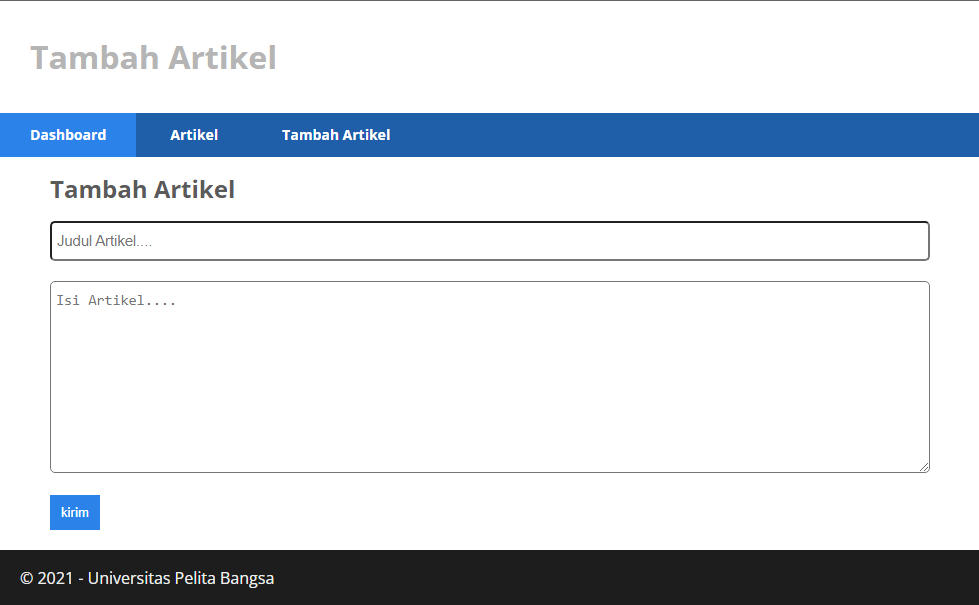 Tambah Artikel
Dashboard Artikel Tambah Artikel
Tambah Artikel
Judul Artikel....
Isi Artikel....
kirim
© 2021 - Universitas Pelita Bangsa